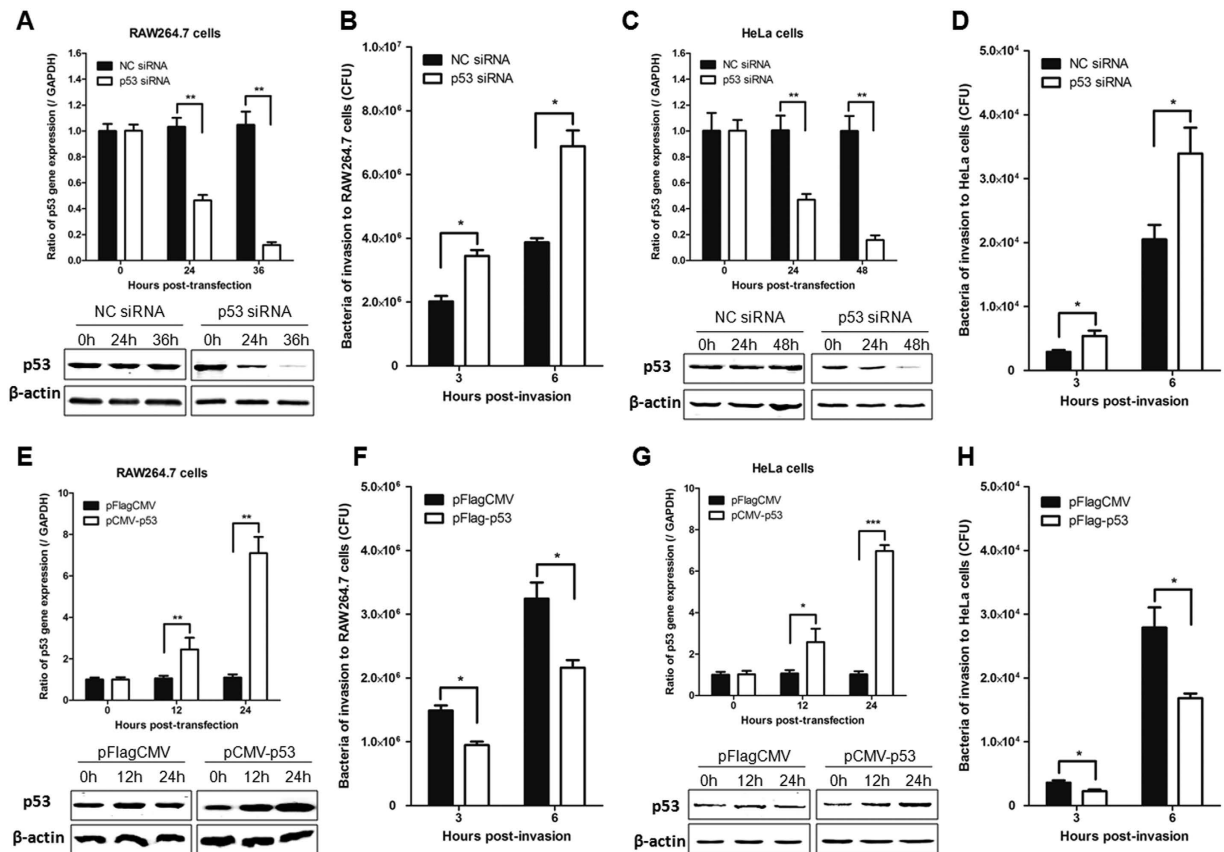 A
RAW264.7 cells
NC siRNA
p53 siRNA
Ratio of p53 gene expression (/ GAPDH)
1.4
1.2
1.0
0.8
0.6
0.4
0.2
0.0
**
**
0 24 36
Hours post-transfection
NC siRNA p53 siRNA
0h 24h 36h 0h 24h 36h
p53
β-actin
B
NC siRNA
p53 siRNA
Bacteria of invasion to RAW264.7 cells (CFU)
1.0×10⁷
8.0×10⁶
6.0×10⁶
4.0×10⁶
2.0×10⁶
0
*
*
3 6
Hours post-invasion
C
HeLa cells
NC siRNA
p53 siRNA
Ratio of p53 gene expression (/ GAPDH)
1.4
1.2
1.0
0.8
0.6
0.4
0.2
0.0
**
**
0 24 48
Hours post-transfection
NC siRNA p53 siRNA
0h 24h 48h 0h 24h 48h
p53
β-actin
D
NC siRNA
p53 siRNA
Bacteria of invasion to HeLa cells (CFU)
5.0×10⁴
4.0×10⁴
3.0×10⁴
2.0×10⁴
1.0×10⁴
0
*
*
3 6
Hours post-invasion
E
RAW264.7 cells
pFlagCMV
pCMV-p53
Ratio of p53 gene expression (/ GAPDH)
10
8
6
4
2
0
**
**
0 12 24
Hours post-transfection
pFlagCMV pCMV-p53
0h 12h 24h 0h 12h 24h
p53
β-actin
F
pFlagCMV
pFlag-p53
Bacteria of invasion to RAW264.7 cells (CFU)
5.0×10⁶
4.0×10⁶
3.0×10⁶
2.0×10⁶
1.0×10⁶
0
*
*
3 6
Hours post-invasion
G
HeLa cells
pFlagCMV
pCMV-p53
Ratio of p53 gene expression (/ GAPDH)
10
8
6
4
2
0
*
***
0 12 24
Hours post-transfection
pFlagCMV pCMV-p53
0h 12h 24h 0h 12h 24h
p53
β-actin
H
pFlagCMV
pFlag-p53
Bacteria of invasion to HeLa cells (CFU)
5.0×10⁴
4.0×10⁴
3.0×10⁴
2.0×10⁴
1.0×10⁴
0
*
*
3 6
Hours post-invasion